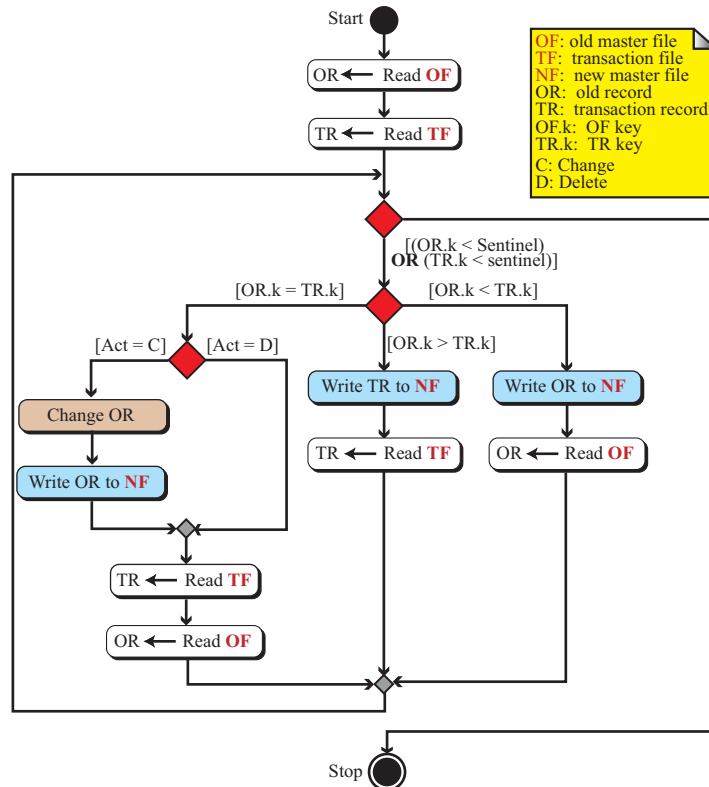 Start
OR Read OF
TR Read TF
OF: old master file
TF: transaction file
NF: new master file
OR: old record
TR: transaction record
OF.k: OF key
TR.k: TR key
C: Change
D: Delete
[(OR.k < Sentinel)
OR (TR.k < sentinel)]
[OR.k = TR.k]
[OR.k < TR.k]
[OR.k > TR.k]
[Act = C]
[Act = D]
Change OR
Write OR to NF
TR Read TF
OR Read OF
Write TR to NF
TR Read TF
Write OR to NF
OR Read OF
Stop